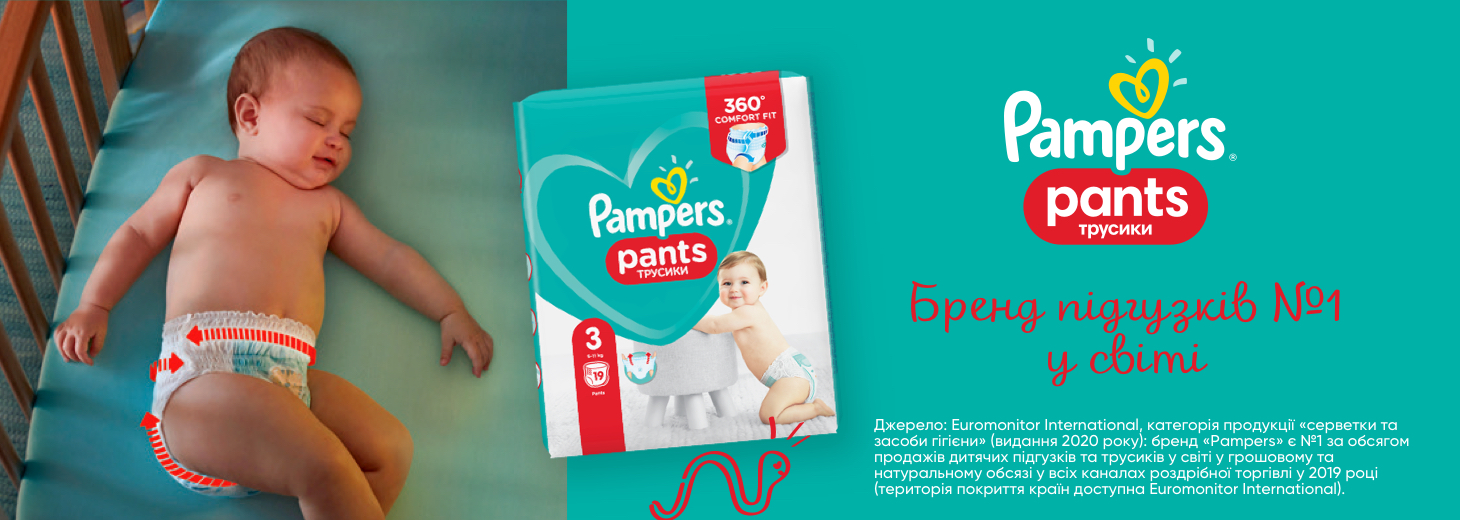 360°
COMFORT FIT
Pampers®
pants
ТРУСИКИ
3
19
Pants
Pampers®
pants
трусики
Бренд підгузків №1
у світі
Джерело: Euromonitor International, категорія продукції «серветки та
засоби гігієни» (видання 2020 року): бренд «Pampers» є №1 за обсягом
продажів дитячих підгузків та трусиків у світі у грошовому та
натуральному обсязі у всіх каналах роздрібної торгівлі у 2019 році
(територія покриття країн доступна Euromonitor International).